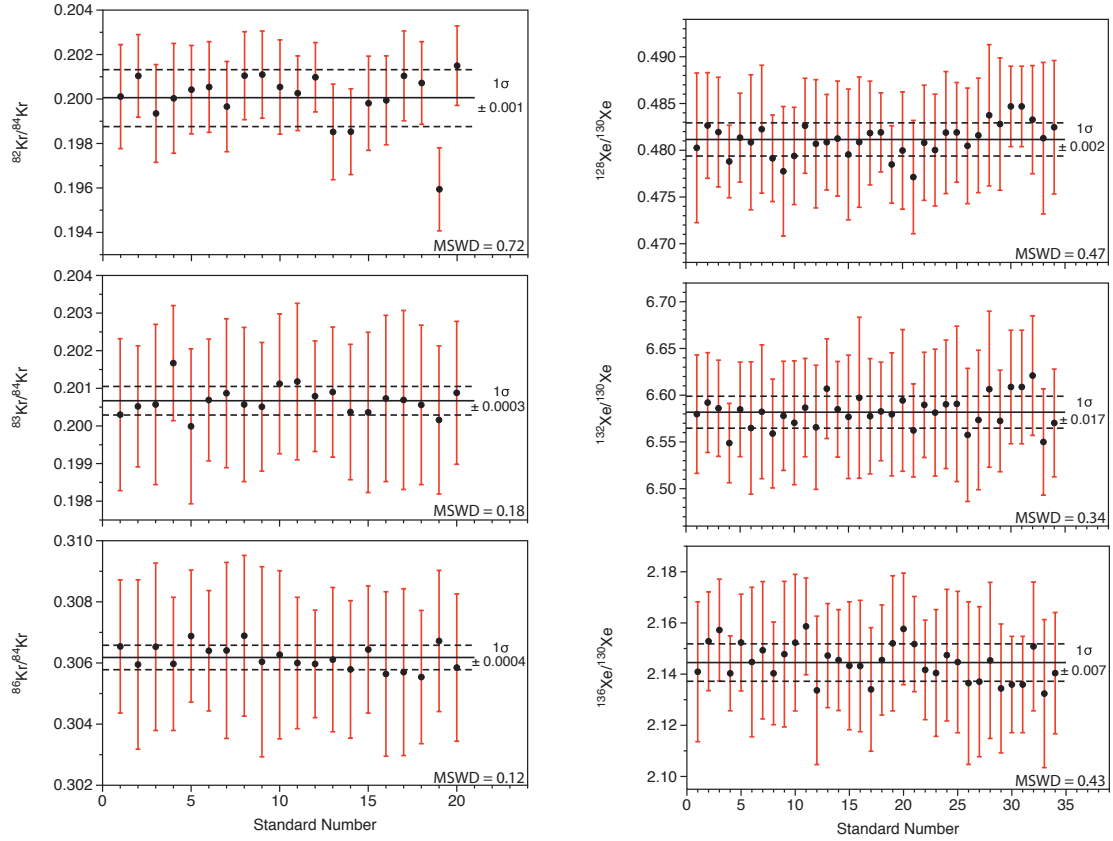 0.204
0.202
0.200
0.198
0.196
0.194
⁸²Kr/⁸⁴Kr
1σ
± 0.001
MSWD = 0.72
0.204
0.203
0.202
0.201
0.200
0.199
0.198
⁸³Kr/⁸⁴Kr
1σ
± 0.0003
MSWD = 0.18
0.310
0.308
0.306
0.304
0.302
⁸⁶Kr/⁸⁴Kr
1σ
± 0.0004
MSWD = 0.12
0 5 10 15 20
Standard Number
0.490
0.485
0.480
0.475
0.470
¹²⁸Xe/¹³⁰Xe
1σ
± 0.002
MSWD = 0.47
6.70
6.65
6.60
6.55
6.50
¹³²Xe/¹³⁰Xe
1σ
± 0.017
MSWD = 0.34
2.18
2.16
2.14
2.12
2.10
¹³⁶Xe/¹³⁰Xe
1σ
± 0.007
MSWD = 0.43
0 5 10 15 20 25 30 35
Standard Number